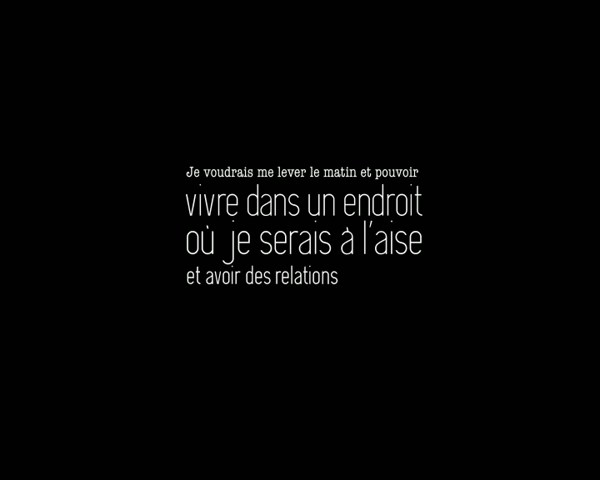 Je voudrais me lever le matin et pouvoir
vivre dans un endroit
où je serais à l'aise
et avoir des relations